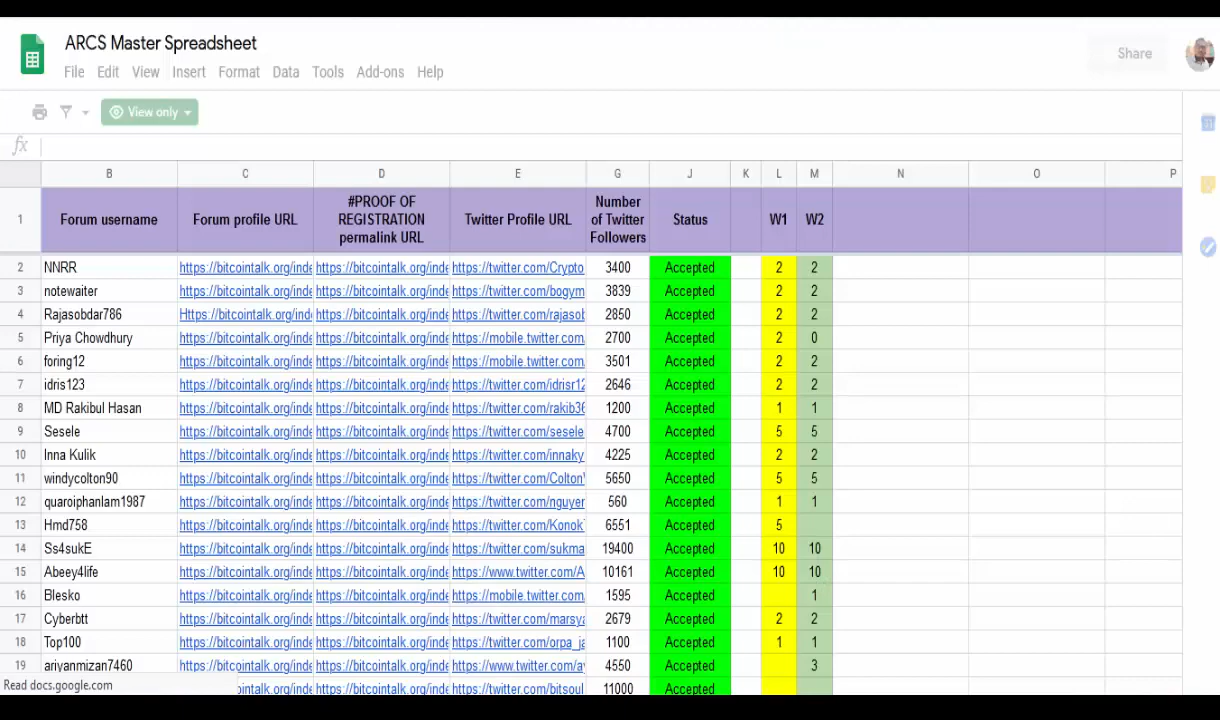 ARCS Master Spreadsheet
File Edit View Insert Format Data Tools Add-ons Help
Share
View only
fx
B C D E G J K L M N O P
1 Forum username Forum profile URL #PROOF OF REGISTRATION permalink URL Twitter Profile URL Number of Twitter Followers Status W1 W2
2 NNRR https://bitcointalk.org/inde https://bitcointalk.org/inde https://twitter.com/Crypto 3400 Accepted 2 2
3 notewaiter https://bitcointalk.org/inde https://bitcointalk.org/inde https://twitter.com/bogym 3839 Accepted 2 2
4 Rajasobdar786 Https://bitcointalk.org/ind https://bitcointalk.org/inde https://twitter.com/rajasob 2850 Accepted 2 2
5 Priya Chowdhury https://bitcointalk.org/inde https://bitcointalk.org/inde https://mobile.twitter.com 2700 Accepted 2 0
6 foring12 https://bitcointalk.org/inde https://bitcointalk.org/inde https://mobile.twitter.com 3501 Accepted 2 2
7 idris123 https://bitcointalk.org/inde https://bitcointalk.org/inde https://twitter.com/idrisr12 2646 Accepted 2 2
8 MD Rakibul Hasan https://bitcointalk.org/inde https://bitcointalk.org/inde https://twitter.com/rakib36 1200 Accepted 1 1
9 Sesele https://bitcointalk.org/inde https://bitcointalk.org/inde https://twitter.com/sesele 4700 Accepted 5 5
10 Inna Kulik https://bitcointalk.org/inde https://bitcointalk.org/inde https://twitter.com/innaky 4225 Accepted 2 2
11 windycolton90 https://bitcointalk.org/inde https://bitcointalk.org/inde https://twitter.com/Colton 5650 Accepted 5 5
12 quaroiphanlam1987 https://bitcointalk.org/inde https://bitcointalk.org/inde https://twitter.com/nguyer 560 Accepted 1 1
13 Hmd758 https://bitcointalk.org/inde https://bitcointalk.org/inde https://twitter.com/Konok 6551 Accepted 5
14 Ss4sukE https://bitcointalk.org/inde https://bitcointalk.org/inde https://twitter.com/sukma 19400 Accepted 10 10
15 Abeey4life https://bitcointalk.org/inde https://bitcointalk.org/inde https://www.twitter.com/A 10161 Accepted 10 10
16 Blesko https://bitcointalk.org/inde https://bitcointalk.org/inde https://mobile.twitter.com 1595 Accepted 1
17 Cyberbtt https://bitcointalk.org/inde https://bitcointalk.org/inde https://twitter.com/marsya 2679 Accepted 2 2
18 Top100 https://bitcointalk.org/inde https://bitcointalk.org/inde https://twitter.com/orpa_ja 1100 Accepted 1 1
19 ariyanmizan7460 https://bitcointalk.org/inde https://bitcointalk.org/inde https://www.twitter.com/a 4550 Accepted 3
Read docs.google.com ointalk.org/inde https://bitcointalk.org/inde https://twitter.com/bitsoul 11000 Accepted